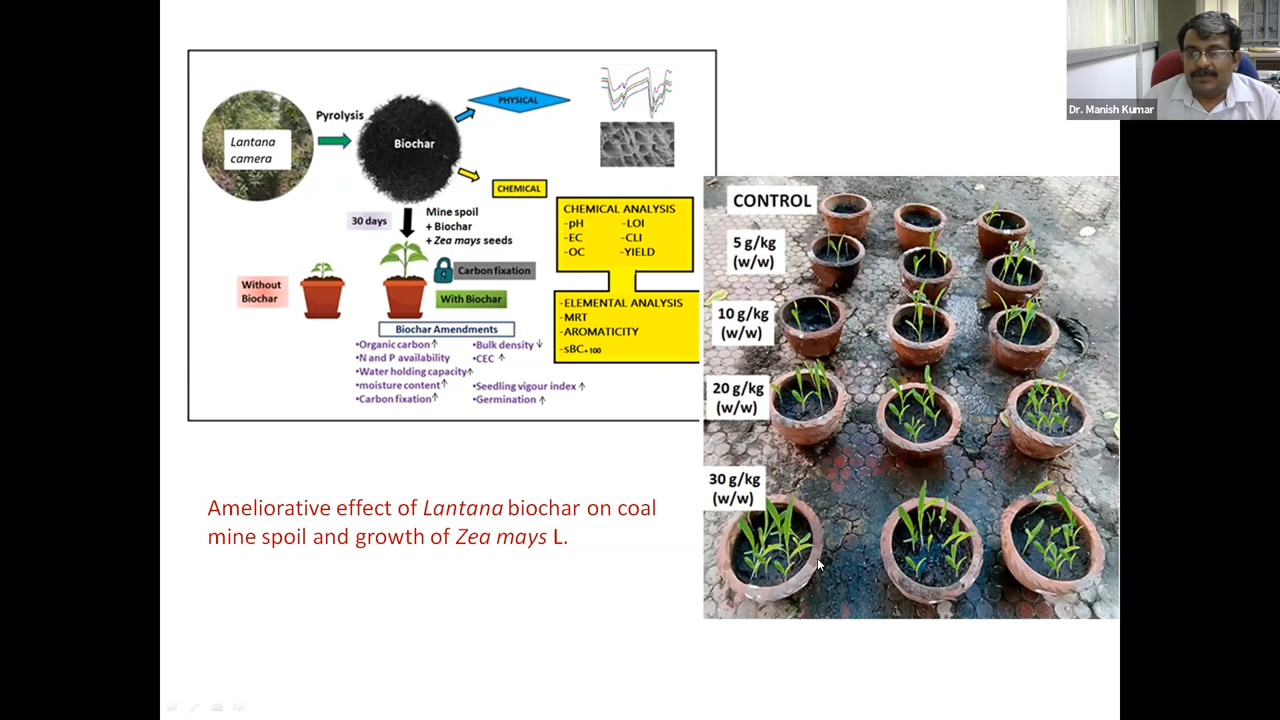 Dr. Manish Kumar
Lantana
camera
Pyrolysis
Biochar
PHYSICAL
CHEMICAL
30 days
Mine spoil
+ Biochar
+ Zea mays seeds
Without
Biochar
Carbon fixation
With Biochar
Biochar Amendments
•Organic carbon↑
•N and P availability
•Water holding capacity↑
•moisture content↑
•Carbon fixation↑
•Bulk density ↓
•CEC ↑
•Seedling vigour index ↑
•Germination ↑
CHEMICAL ANALYSIS
-pH -LOI
-EC -CLI
-OC -YIELD
-ELEMENTAL ANALYSIS
-MRT
-AROMATICITY
-sBC+100
CONTROL
5 g/kg
(w/w)
10 g/kg
(w/w)
20 g/kg
(w/w)
30 g/kg
(w/w)
Ameliorative effect of Lantana biochar on coal
mine spoil and growth of Zea mays L.